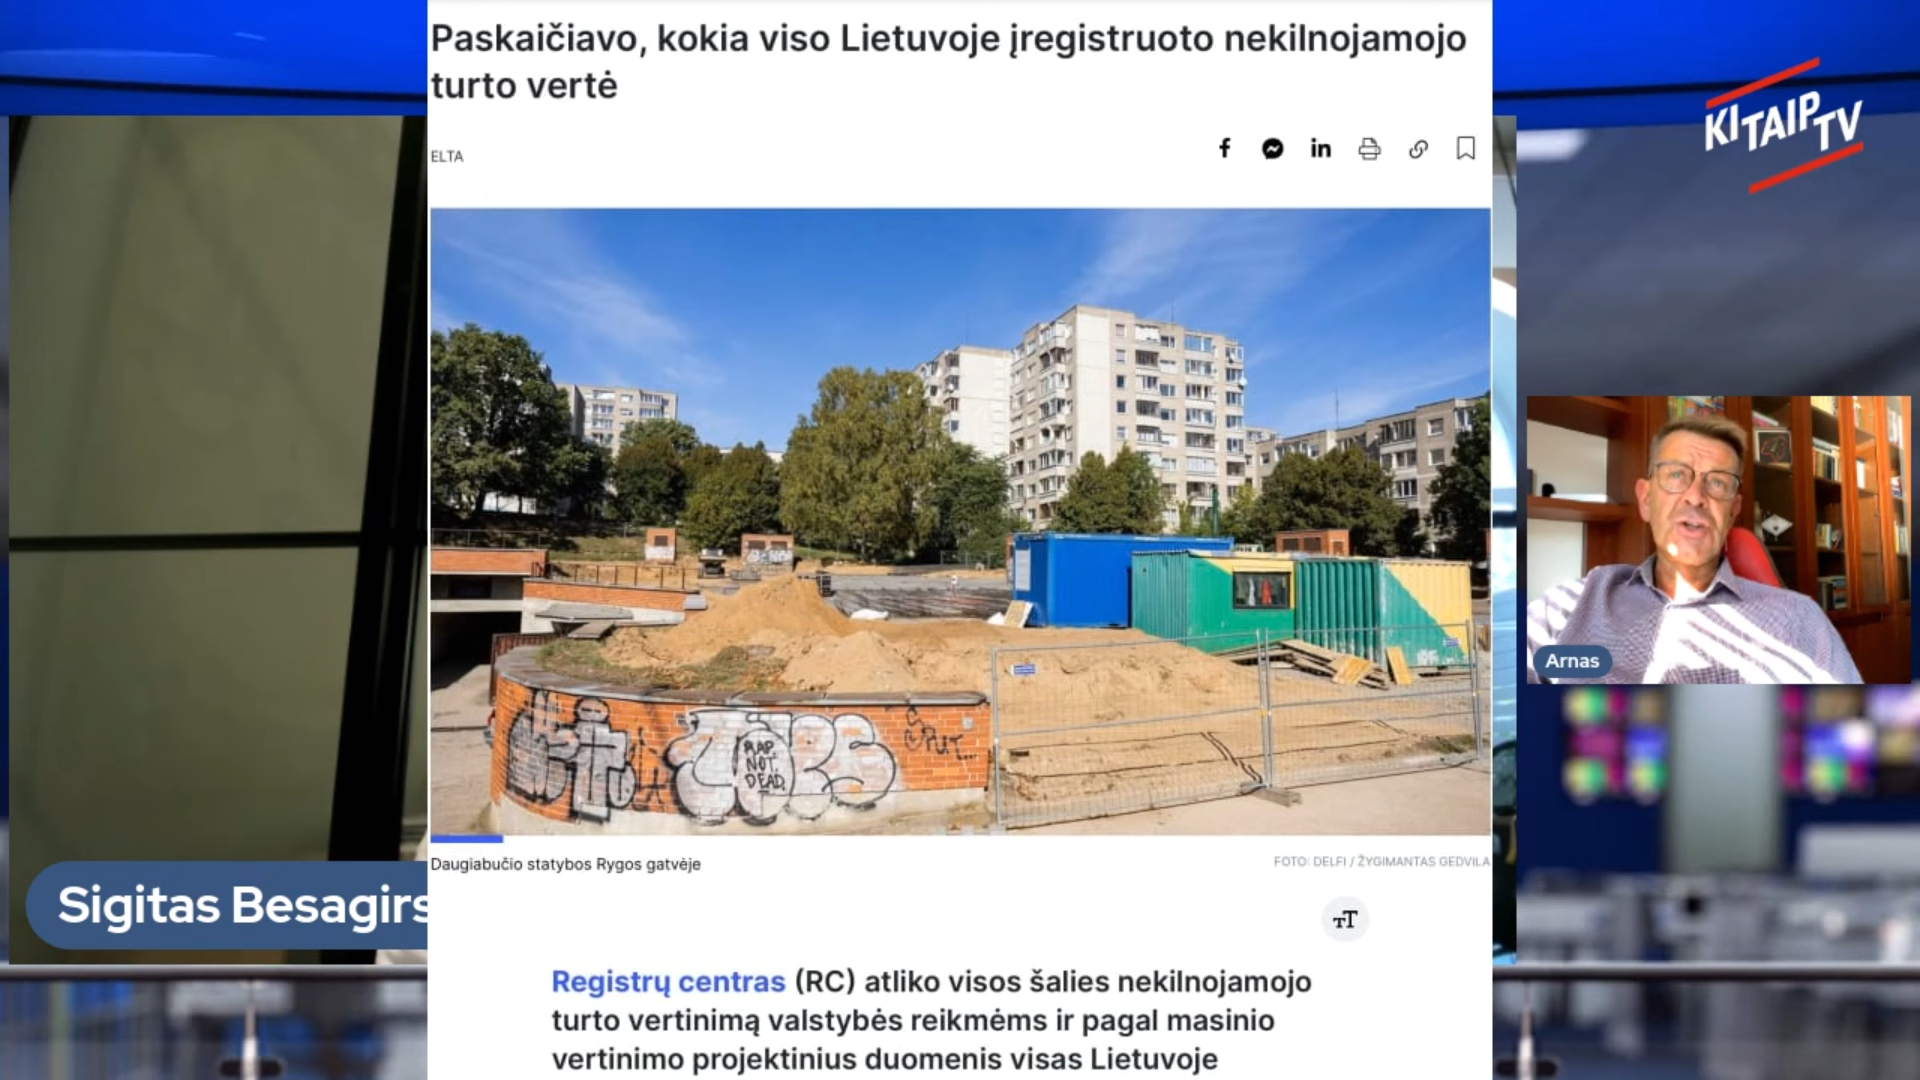 Paskaičiavo, kokia viso Lietuvoje įregistruoto nekilnojamojo
turto vertė
ELTA
KITAIP TV
RAP
NOT
DEAD
SPUT
Arnas
Daugiabučio statybos Rygos gatvėje
FOTO: DELFI / ŽYGIMANTAS GEDVILA
Sigitas Besagirs
Registrų centras (RC) atliko visos šalies nekilnojamojo
turto vertinimą valstybės reikmėms ir pagal masinio
vertinimo projektinius duomenis visas Lietuvoje